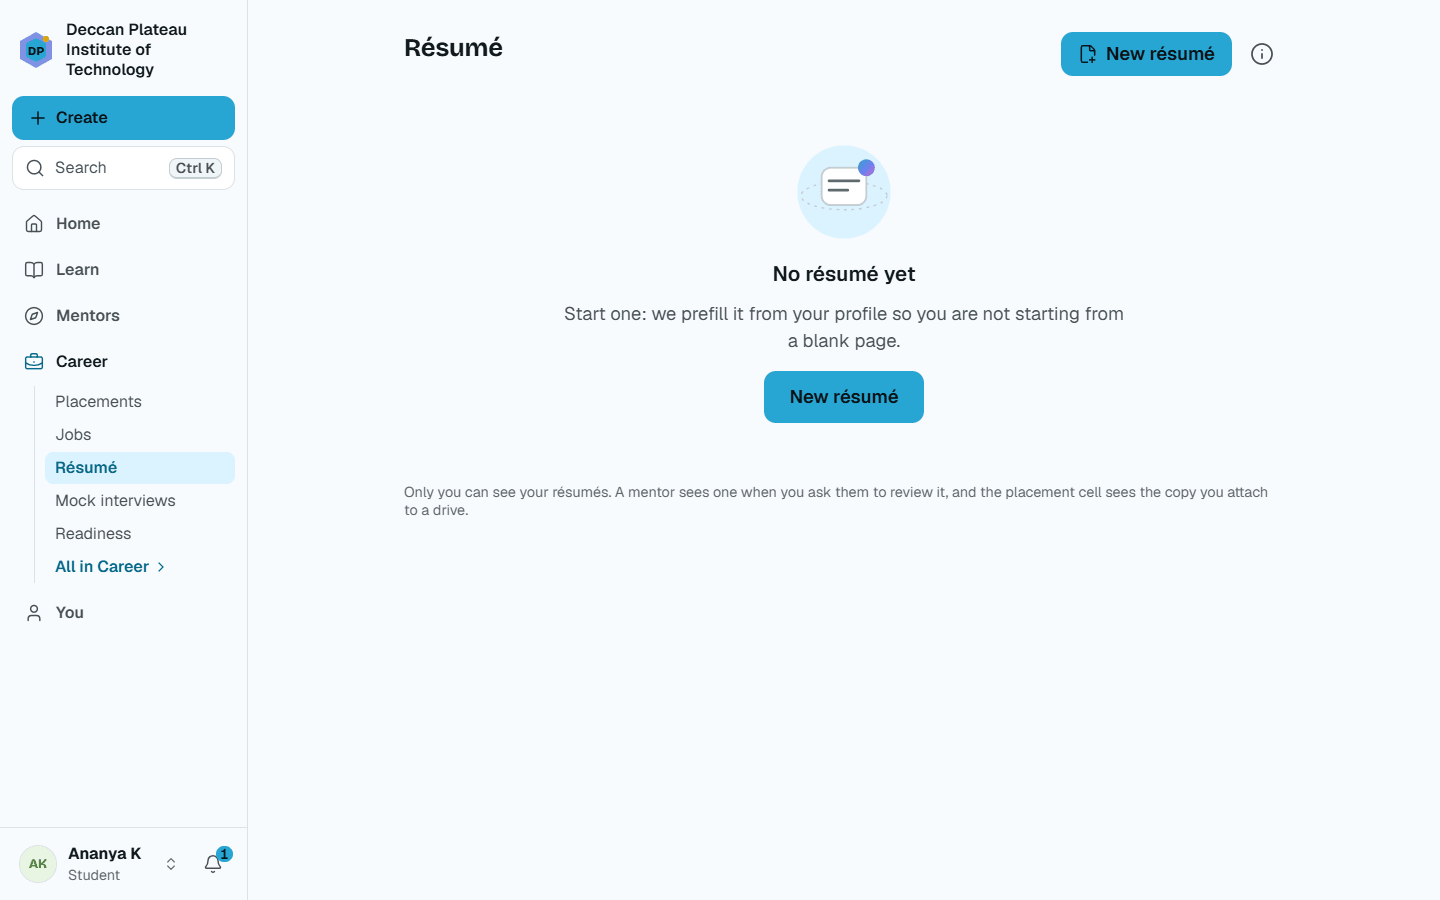 DP
Deccan Plateau
Institute of
Technology
Create
Search
Ctrl K
Home
Learn
Mentors
Career
Placements
Jobs
Résumé
Mock interviews
Readiness
All in Career
You
AK
Ananya K
Student
1
Résumé
New résumé
No résumé yet
Start one: we prefill it from your profile so you are not starting from
a blank page.
New résumé
Only you can see your résumés. A mentor sees one when you ask them to review it, and the placement cell sees the copy you attach
to a drive.